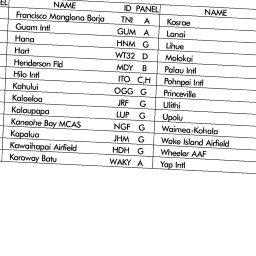 EL NAME ID PANEL NAME
Francisco Manglona Borja TNI A Kosrae
Guam Intl GUM A Lanai
Hana HNM G Lihue
Hart WT32 D Molokai
Henderson Fld MDY B Palau Intl
Hilo Intl ITO C,H Pohnpei Intl
Kahului OGG G Princeville
Kalaeloa JRF G Ulithi
Kalaupapa LUP G Upolu
Kaneohe Bay MCAS NGF G Waimea-Kohala
Kapalua JHM G Wake Island Airfield
Kawaihapai Airfield HDH G Wheeler AAF
Koroway Batu WAKY A Yap Intl